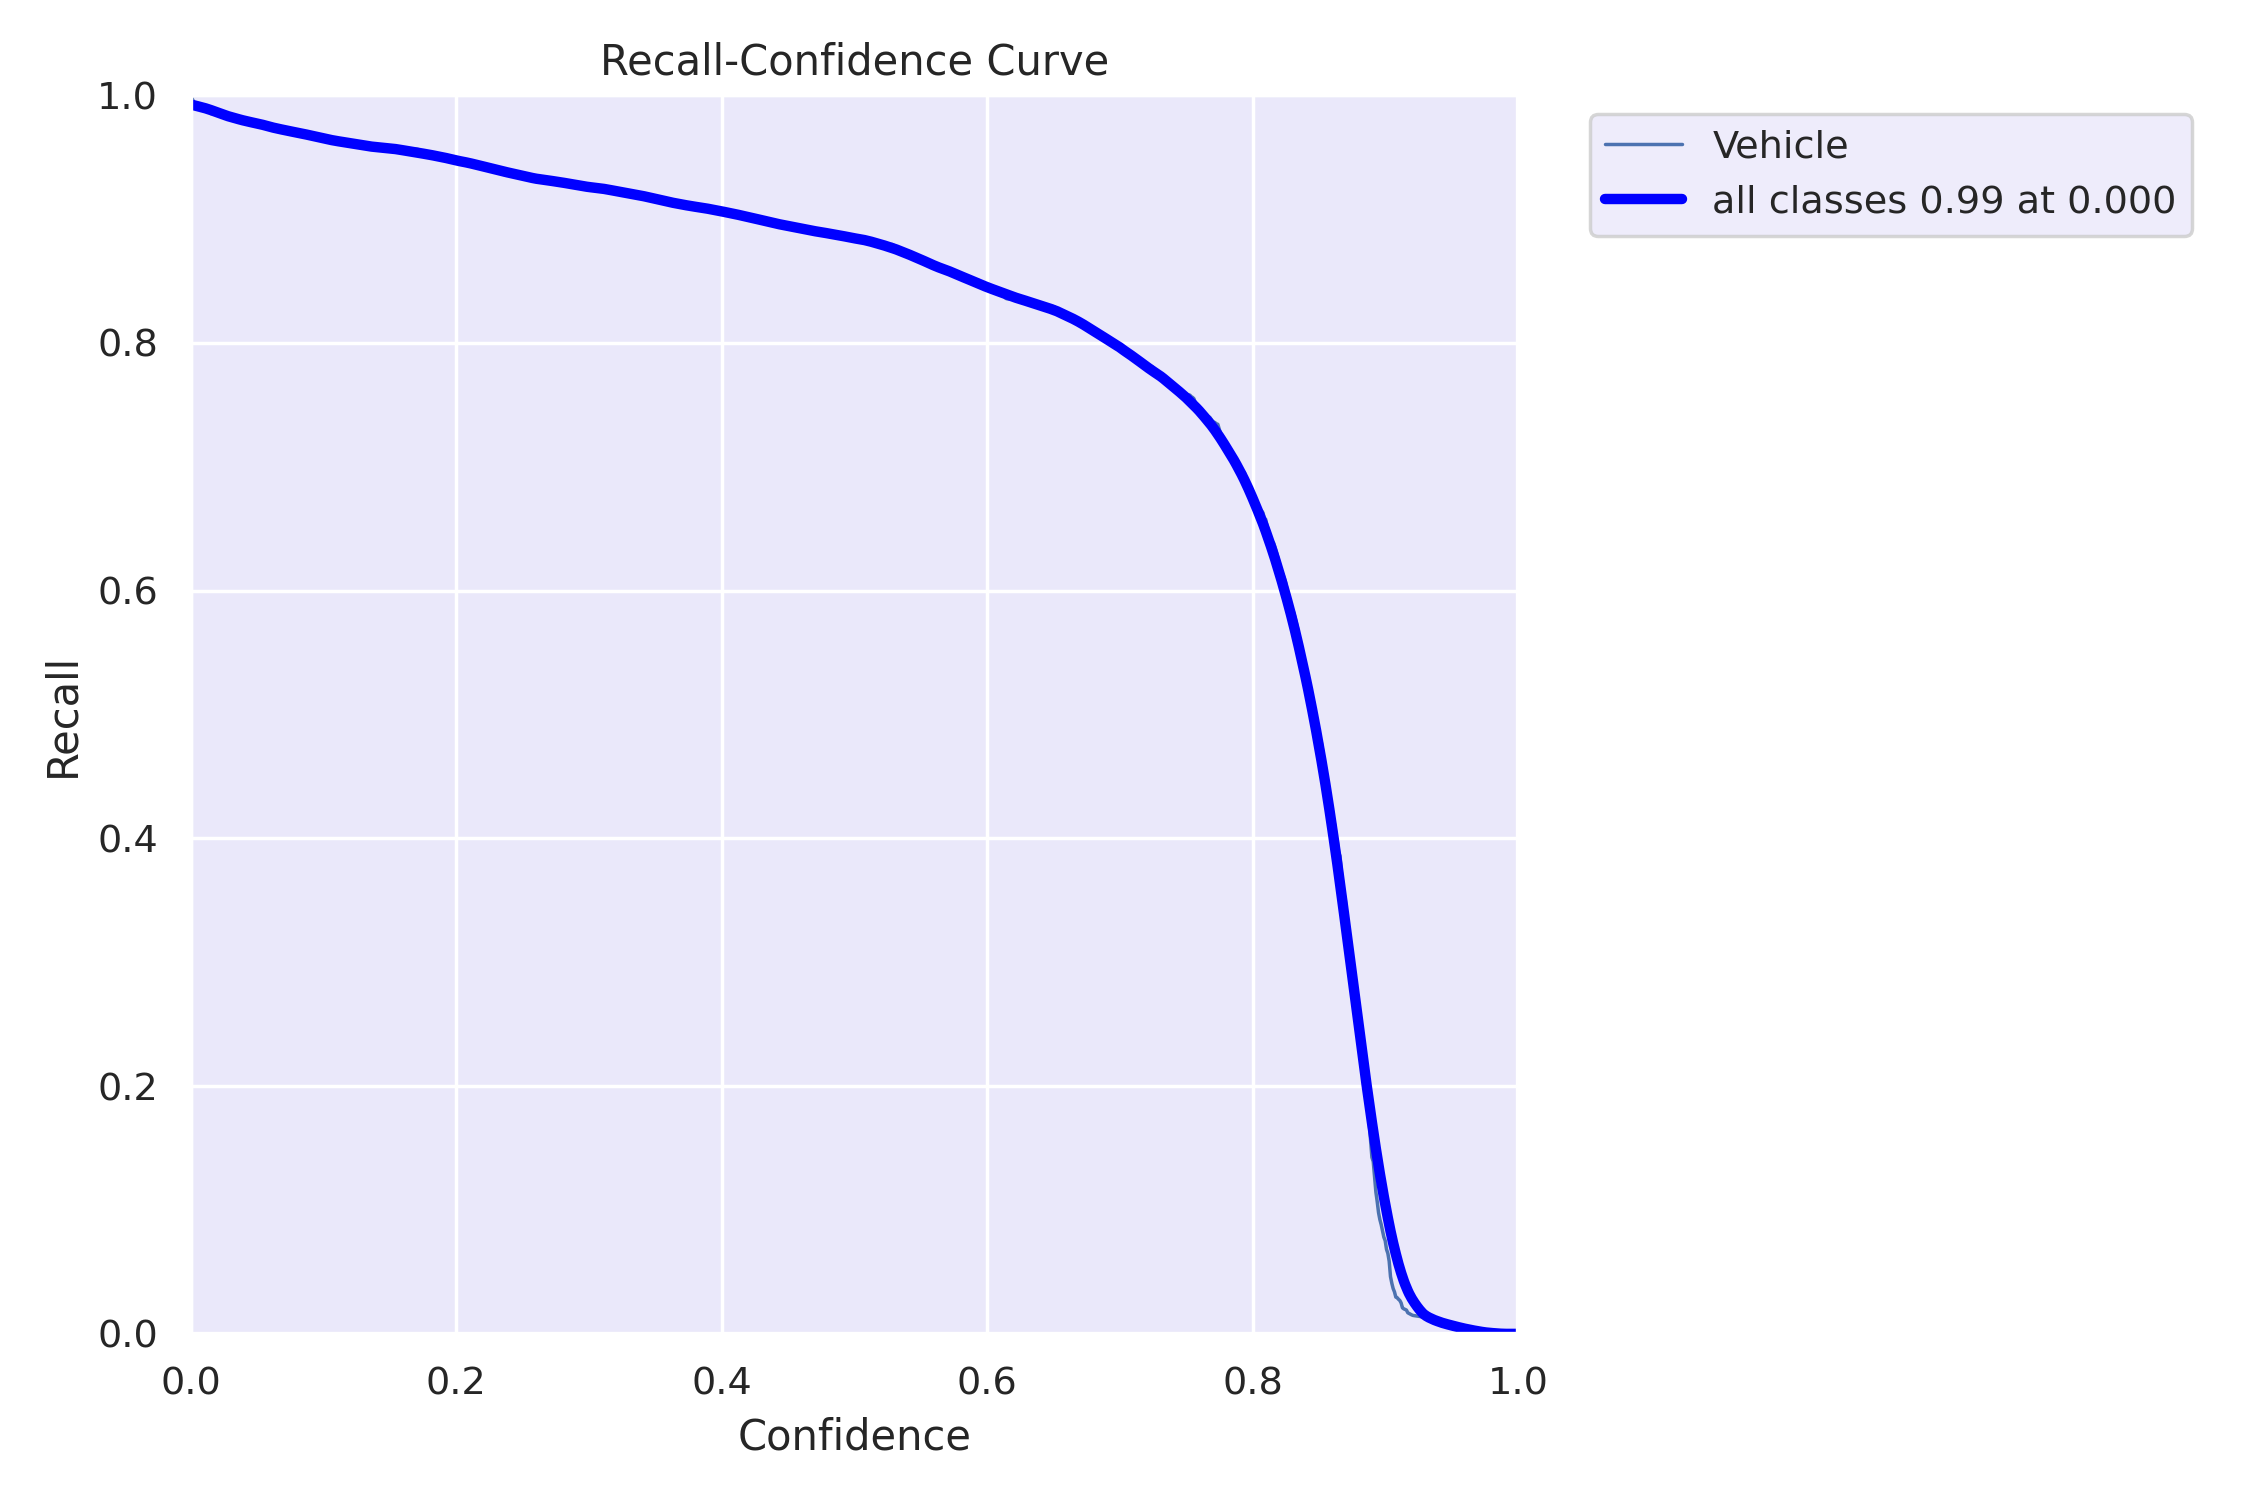 Recall-Confidence Curve
1.0
0.8
0.6
0.4
0.2
0.0
Recall
0.0 0.2 0.4 0.6 0.8 1.0
Confidence
Vehicle
all classes 0.99 at 0.000